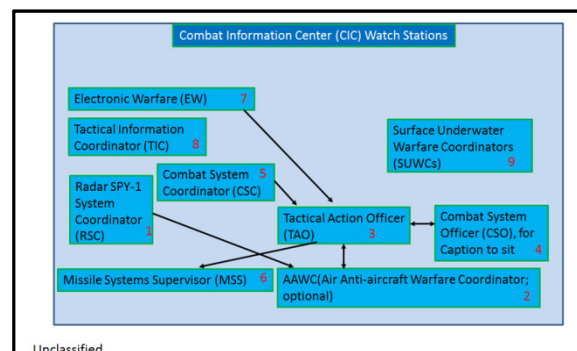 Combat Information Center (CIC) Watch Stations
Electronic Warfare (EW) 7
Tactical Information
Coordinator (TIC) 8
Surface Underwater
Warfare Coordinators
(SUWCs) 9
Combat System 5
Coordinator (CSC)
Radar SPY-1
System
Coordinator
(RSC) 1
Tactical Action Officer
(TAO) 3
Combat System
Officer (CSO), for
Caption to sit 4
Missile Systems Supervisor (MSS) 6
AAWC(Air Anti-aircraft Warfare Coordinator;
optional) 2
Unclassified